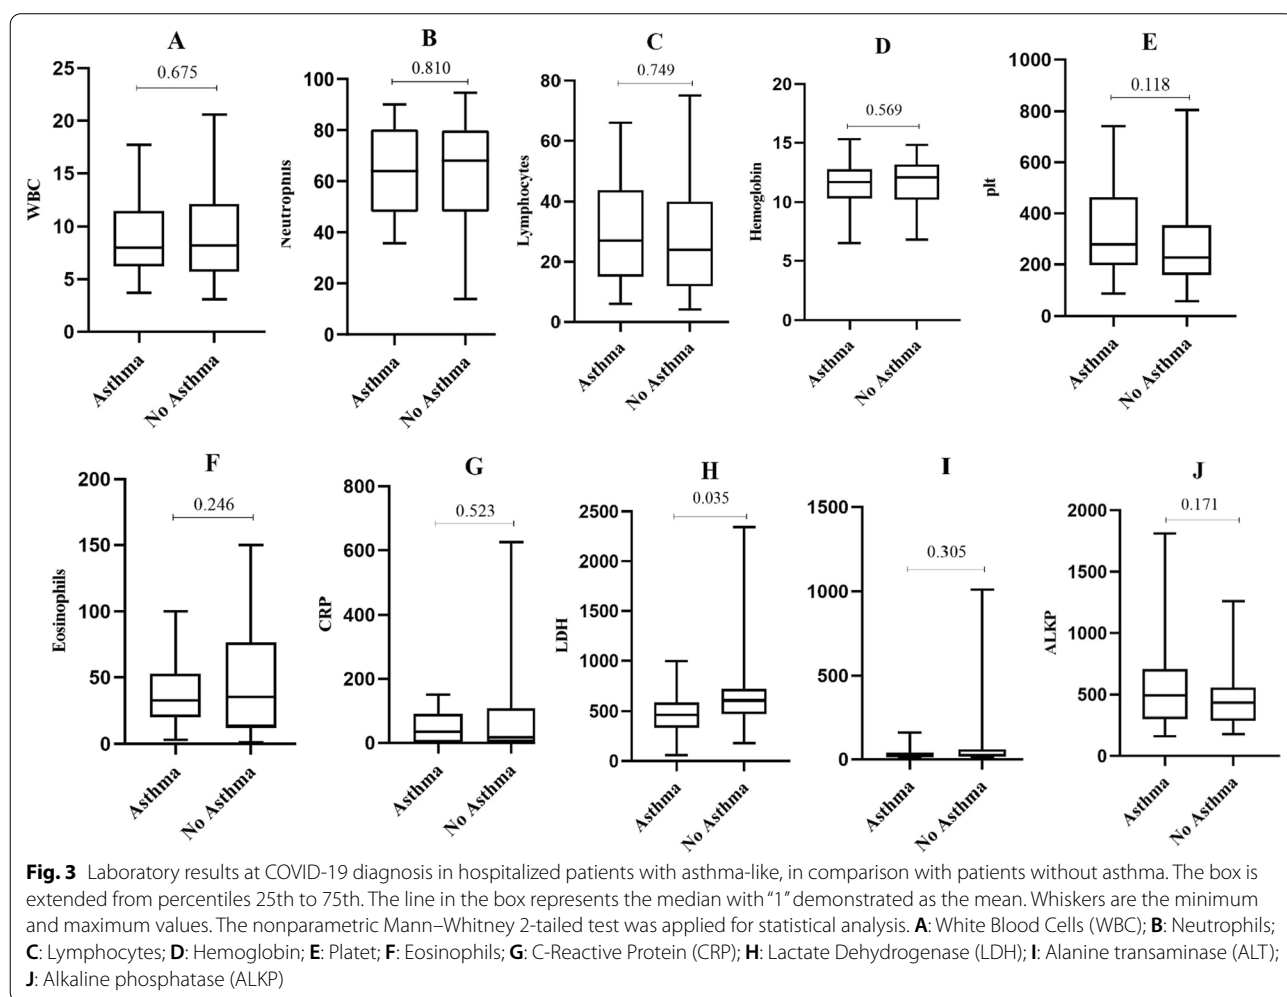 A
0.675
25
20
15
10
5
0
WBC
Asthma
No Asthma
B
0.810
100
80
60
40
20
0
Neutrophils
Asthma
No Asthma
C
0.749
80
60
40
20
0
Lymphocytes
Asthma
No Asthma
D
0.569
20
15
10
5
0
Hemoglobin
Asthma
No Asthma
E
0.118
1000
800
600
400
200
0
plt
Asthma
No Asthma
F
0.246
200
150
100
50
0
Eosinophils
Asthma
No Asthma
G
0.523
800
600
400
200
0
CRP
Asthma
No Asthma
H
0.035
2500
2000
1500
1000
500
0
LDH
Asthma
No Asthma
I
0.305
1500
1000
500
0
Asthma
No Asthma
J
0.171
2000
1500
1000
500
0
ALKP
Asthma
No Asthma
Fig. 3 Laboratory results at COVID-19 diagnosis in hospitalized patients with asthma-like, in comparison with patients without asthma. The box is
extended from percentiles 25th to 75th. The line in the box represents the median with “1” demonstrated as the mean. Whiskers are the minimum
and maximum values. The nonparametric Mann–Whitney 2-tailed test was applied for statistical analysis. A: White Blood Cells (WBC); B: Neutrophils;
C: Lymphocytes; D: Hemoglobin; E: Platet; F: Eosinophils; G: C-Reactive Protein (CRP); H: Lactate Dehydrogenase (LDH); I: Alanine transaminase (ALT);
J: Alkaline phosphatase (ALKP)